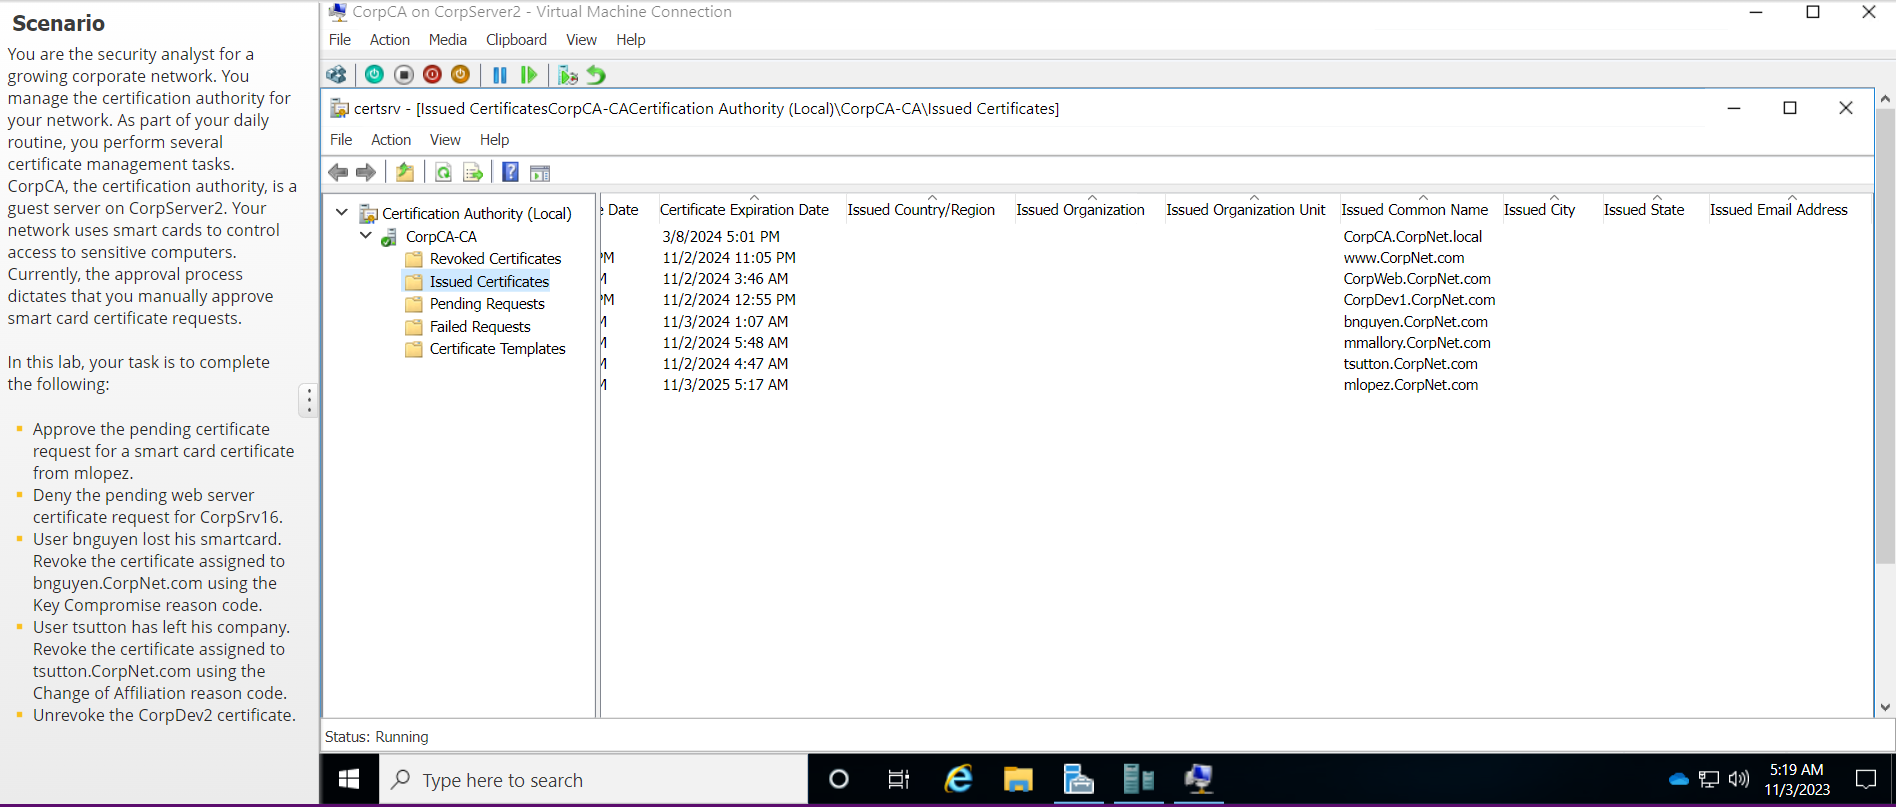 Scenario
You are the security analyst for a
growing corporate network. You
manage the certification authority for
your network. As part of your daily
routine, you perform several
certificate management tasks.
CorpCA, the certification authority, is a
guest server on CorpServer2. Your
network uses smart cards to control
access to sensitive computers.
Currently, the approval process
dictates that you manually approve
smart card certificate requests.
In this lab, your task is to complete
the following:
Approve the pending certificate
request for a smart card certificate
from mlopez.
Deny the pending web server
certificate request for CorpSrv16.
User bnguyen lost his smartcard.
Revoke the certificate assigned to
bnguyen.CorpNet.com using the
Key Compromise reason code.
User tsutton has left his company.
Revoke the certificate assigned to
tsutton.CorpNet.com using the
Change of Affiliation reason code.
Unrevoke the CorpDev2 certificate.
CorpCA on CorpServer2 - Virtual Machine Connection
File Action Media Clipboard View Help
certsrv - [Issued CertificatesCorpCA-CACertification Authority (Local)\CorpCA-CA\Issued Certificates]
File Action View Help
Certification Authority (Local)
CorpCA-CA
Revoked Certificates
Issued Certificates
Pending Requests
Failed Requests
Certificate Templates
Date Certificate Expiration Date Issued Country/Region Issued Organization Issued Organization Unit Issued Common Name Issued City Issued State Issued Email Address
3/8/2024 5:01 PM CorpCA.CorpNet.local
PM 11/2/2024 11:05 PM www.CorpNet.com
11/2/2024 3:46 AM CorpWeb.CorpNet.com
PM 11/2/2024 12:55 PM CorpDev1.CorpNet.com
11/3/2024 1:07 AM bnguyen.CorpNet.com
11/2/2024 5:48 AM mmallory.CorpNet.com
11/2/2024 4:47 AM tsutton.CorpNet.com
11/3/2025 5:17 AM mlopez.CorpNet.com
Status: Running
Type here to search
5:19 AM
11/3/2023